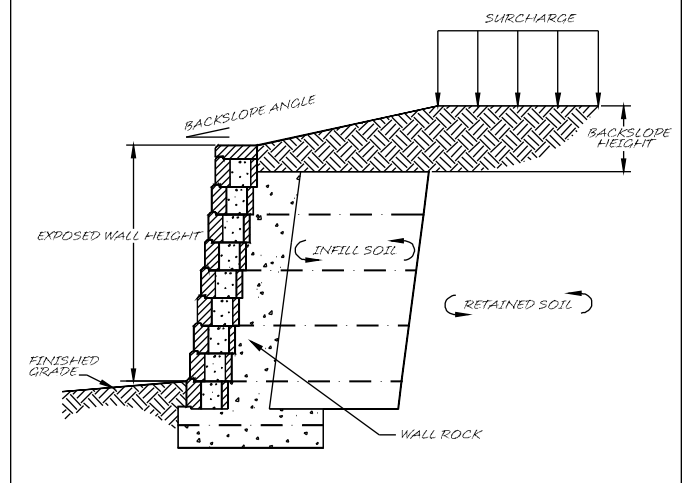 SURCHARGE
BACKSLOPE ANGLE
BACKSLOPE
HEIGHT
EXPOSED WALL HEIGHT
INFILL SOIL
RETAINED SOIL
FINISHED
GRADE
WALL ROCK